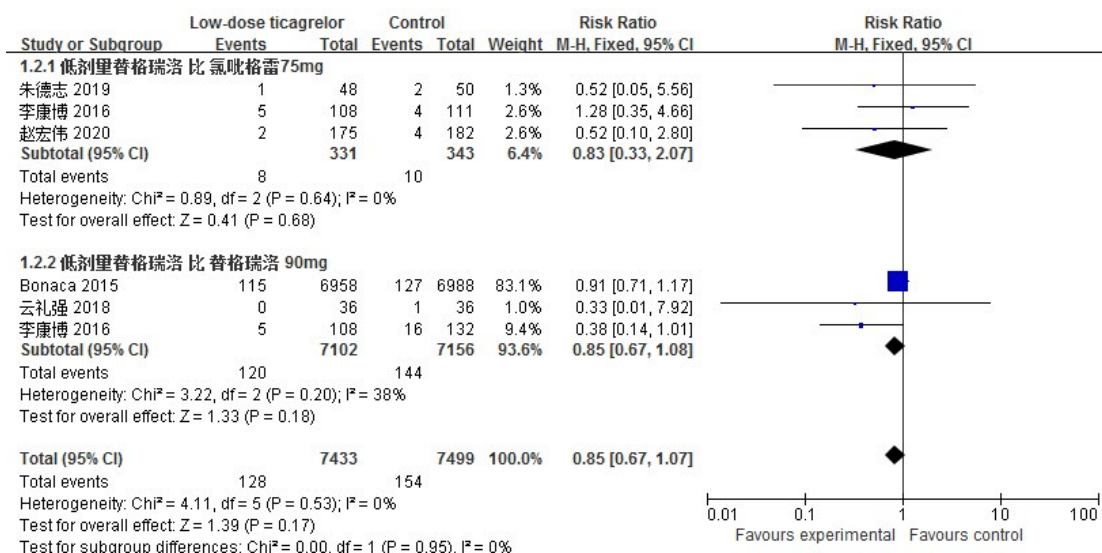 Low-dose ticagrelor Control Risk Ratio Risk Ratio
Study or Subgroup Events Total Events Total Weight M-H, Fixed, 95% CI M-H, Fixed, 95% CI
1.2.1 低剂量替格瑞洛 比 氯吡格雷75mg
朱德志 2019 1 48 2 50 1.3% 0.52 [0.05, 5.56]
李康博 2016 5 108 4 111 2.6% 1.28 [0.35, 4.66]
赵宏伟 2020 2 175 4 182 2.6% 0.52 [0.10, 2.80]
Subtotal (95% CI) 331 343 6.4% 0.83 [0.33, 2.07]
Total events 8 10
Heterogeneity: Chi² = 0.89, df = 2 (P = 0.64); I² = 0%
Test for overall effect: Z = 0.41 (P = 0.68)
1.2.2 低剂量替格瑞洛 比 替格瑞洛 90mg
Bonaca 2015 115 6958 127 6988 83.1% 0.91 [0.71, 1.17]
云礼强 2018 0 36 1 36 1.0% 0.33 [0.01, 7.92]
李康博 2016 5 108 16 132 9.4% 0.38 [0.14, 1.01]
Subtotal (95% CI) 7102 7156 93.6% 0.85 [0.67, 1.08]
Total events 120 144
Heterogeneity: Chi² = 3.22, df = 2 (P = 0.20); I² = 38%
Test for overall effect: Z = 1.33 (P = 0.18)
Total (95% CI) 7433 7499 100.0% 0.85 [0.67, 1.07]
Total events 128 154
Heterogeneity: Chi² = 4.11, df = 5 (P = 0.53); I² = 0%
Test for overall effect: Z = 1.39 (P = 0.17)
Test for subgroup differences: Chi² = 0.00, df = 1 (P = 0.95), I² = 0%
0.01 0.1 1 10 100
Favours experimental Favours control